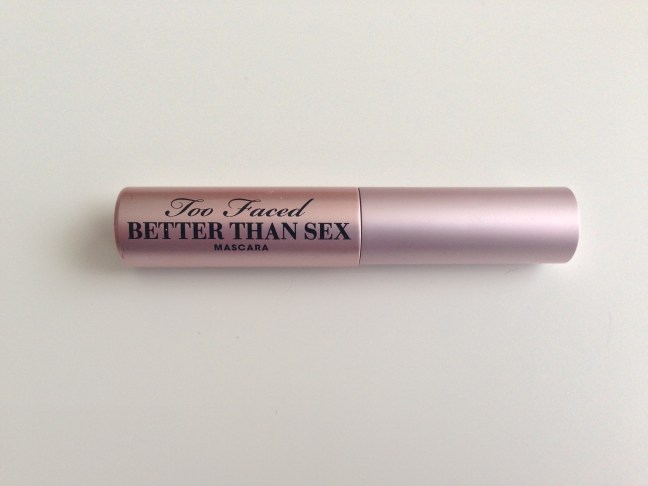 Too Faced
BETTER THAN SEX
MASCARA